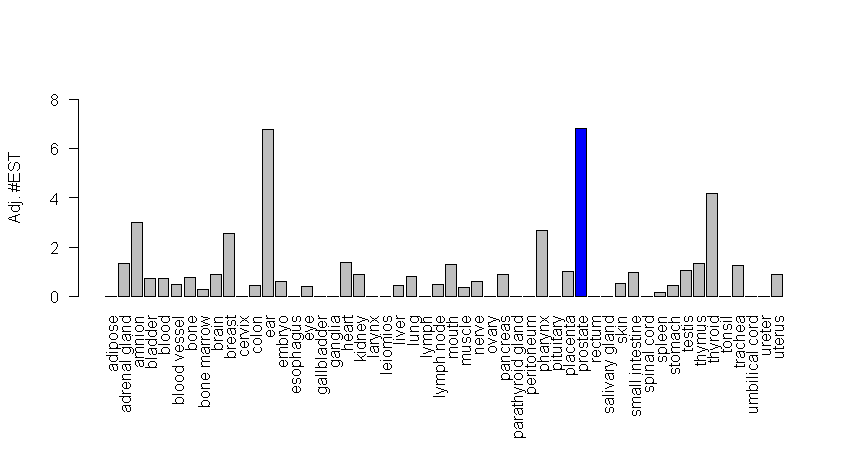 8
6
4
2
0
Adj. #EST
adipose
adrenal gland
amnion
bladder
blood
blood vessel
bone
bone marrow
brain
breast
cervix
colon
ear
embryo
esophagus
eye
gallbladder
ganglia
heart
kidney
larynx
leiomios
liver
lung
lymph
lymph node
mouth
muscle
nerve
ovary
pancreas
parathyroid gland
peritoneum
pharynx
pituitary
placenta
prostate
rectum
salivary gland
skin
small intestine
spinal cord
spleen
stomach
testis
thymus
thyroid
tonsil
trachea
umbilical cord
ureter
uterus